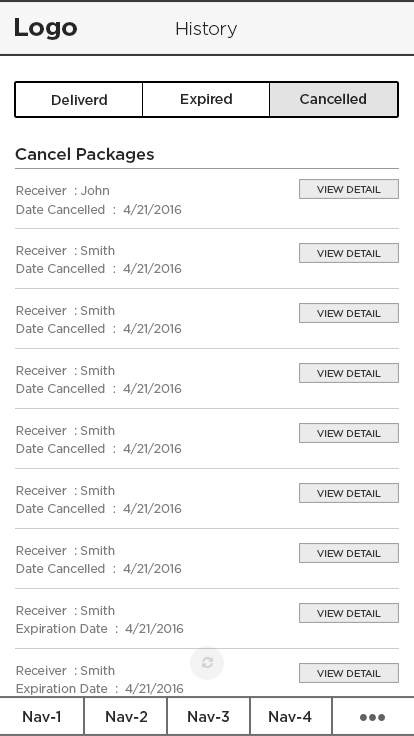 Logo
History
Deliverd Expired Cancelled
Cancel Packages
Receiver : John
VIEW DETAIL
Date Cancelled : 4/21/2016
Receiver : Smith
VIEW DETAIL
Date Cancelled : 4/21/2016
Receiver : Smith
VIEW DETAIL
Date Cancelled : 4/21/2016
Receiver : Smith
VIEW DETAIL
Date Cancelled : 4/21/2016
Receiver : Smith
VIEW DETAIL
Date Cancelled : 4/21/2016
Receiver : Smith
VIEW DETAIL
Date Cancelled : 4/21/2016
Receiver : Smith
VIEW DETAIL
Date Cancelled : 4/21/2016
Receiver : Smith
VIEW DETAIL
Expiration Date : 4/21/2016
Receiver : Smith
VIEW DETAIL
Expiration Date : 4/21/2016
Nav-1 Nav-2 Nav-3 Nav-4